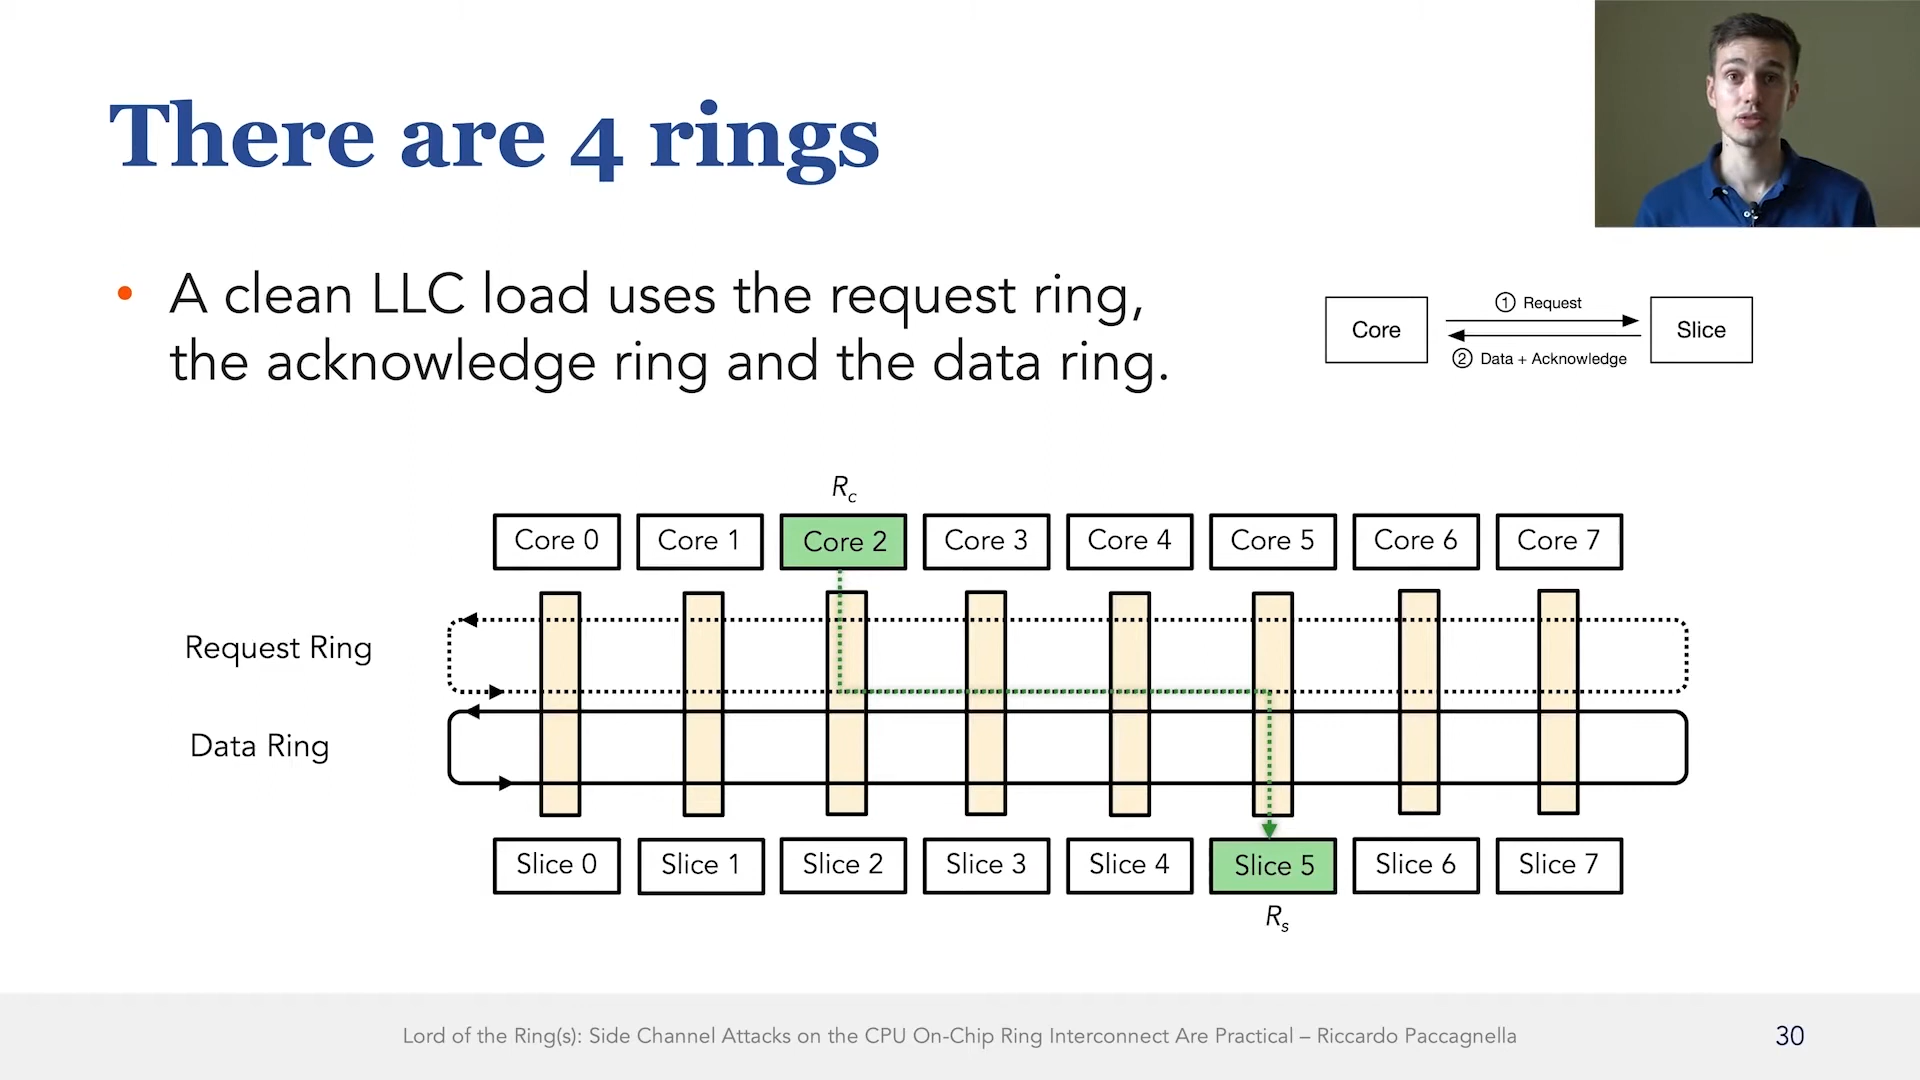 There are 4 rings
• A clean LLC load uses the request ring,
the acknowledge ring and the data ring.
① Request
Core
Slice
② Data + Acknowledge
Rc
Core 0 Core 1 Core 2 Core 3 Core 4 Core 5 Core 6 Core 7
Request Ring
Data Ring
Slice 0 Slice 1 Slice 2 Slice 3 Slice 4 Slice 5 Slice 6 Slice 7
Rs
Lord of the Ring(s): Side Channel Attacks on the CPU On-Chip Ring Interconnect Are Practical – Riccardo Paccagnella
30